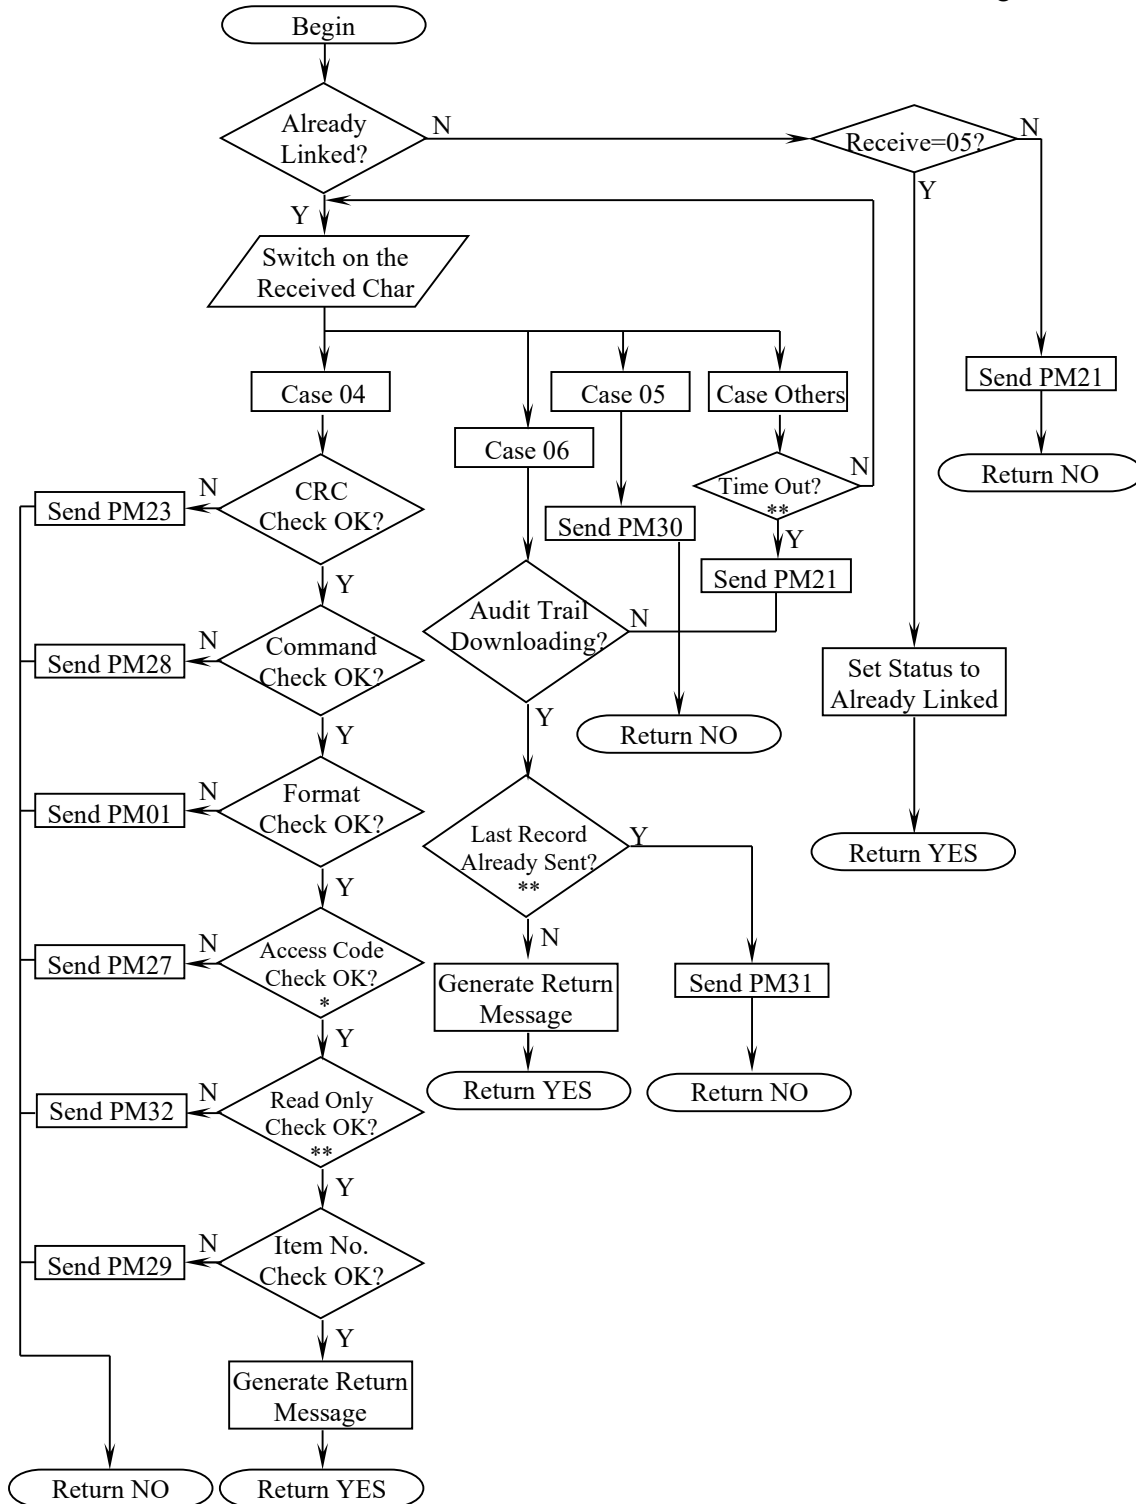 Begin
Already
Linked?
N
Receive=05?
N
Y
Y
Switch on the
Received Char
Case 04
Case 06
Case 05
Case Others
Send PM21
Return NO
CRC
Check OK?
N
Send PM23
Y
Send PM30
Time Out?
**
N
Y
Send PM21
Command
Check OK?
N
Send PM28
Y
Audit Trail
Downloading?
N
Y
Return NO
Set Status to
Already Linked
Return YES
Format
Check OK?
N
Send PM01
Y
Last Record
Already Sent?
**
Y
N
Access Code
Check OK?
*
N
Send PM27
Y
Generate Return
Message
Return YES
Send PM31
Return NO
Read Only
Check OK?
**
N
Send PM32
Y
Item No.
Check OK?
N
Send PM29
Y
Generate Return
Message
Return NO
Return YES